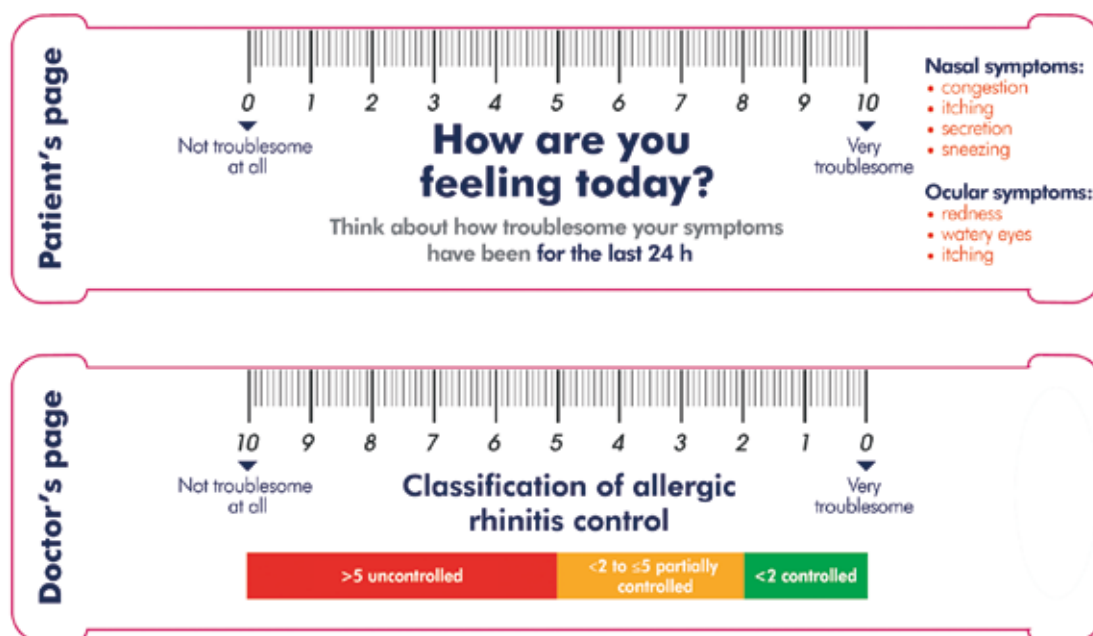 Patient's page
0 1 2 3 4 5 6 7 8 9 10
Not troublesome
at all
How are you
feeling today?
Very
troublesome
Think about how troublesome your symptoms
have been for the last 24 h
Nasal symptoms:
• congestion
• itching
• secretion
• sneezing
Ocular symptoms:
• redness
• watery eyes
• itching
Doctor's page
10 9 8 7 6 5 4 3 2 1 0
Not troublesome
at all
Classification of allergic
rhinitis control
Very
troublesome
>5 uncontrolled
<2 to ≤5 partially
controlled
<2 controlled